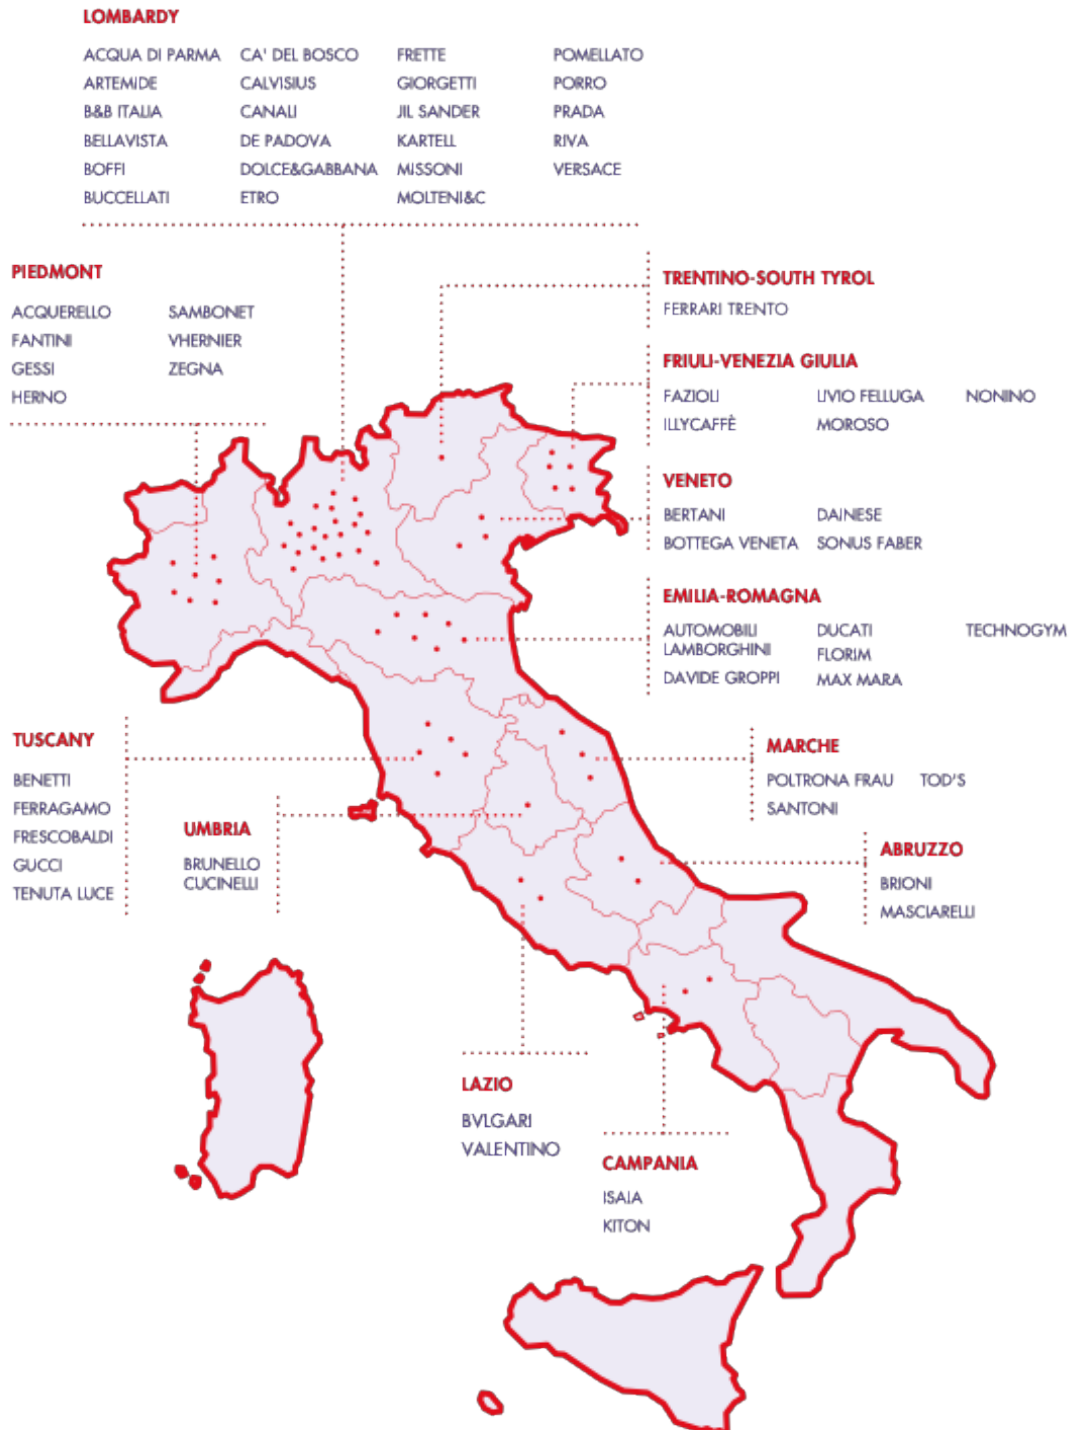 LOMBARDY
ACQUA DI PARMA CA' DEL BOSCO FRETTE POMELLATO
ARTEMIDE CALVISIUS GIORGETTI PORRO
B&B ITALIA CANALI JIL SANDER PRADA
BELLAVISTA DE PADOVA KARTELL RIVA
BOFFI DOLCE&GABBANA MISSONI VERSACE
BUCCELLATI ETRO MOLTENI&C
PIEDMONT
ACQUERELLO SAMBONET
FANTINI VHERNIER
GESSI ZEGNA
HERNO
TRENTINO-SOUTH TYROL
FERRARI TRENTO
FRIULI-VENEZIA GIULIA
FAZIOLI LIVIO FELLUGA NONINO
ILLYCAFFÈ MOROSO
VENETO
BERTANI DAINESE
BOTTEGA VENETA SONUS FABER
EMILIA-ROMAGNA
AUTOMOBILI DUCATI TECHNOGYM
LAMBORGHINI FLORIM
DAVIDE GROPPI MAX MARA
TUSCANY
BENETTI
FERRAGAMO
FRESCOBALDI
GUCCI
TENUTA LUCE
UMBRIA
BRUNELLO
CUCINELLI
MARCHE
POLTRONA FRAU TOD'S
SANTONI
ABRUZZO
BRIONI
MASCIARELLI
LAZIO
BVLGARI
VALENTINO
CAMPANIA
ISAIA
KITON